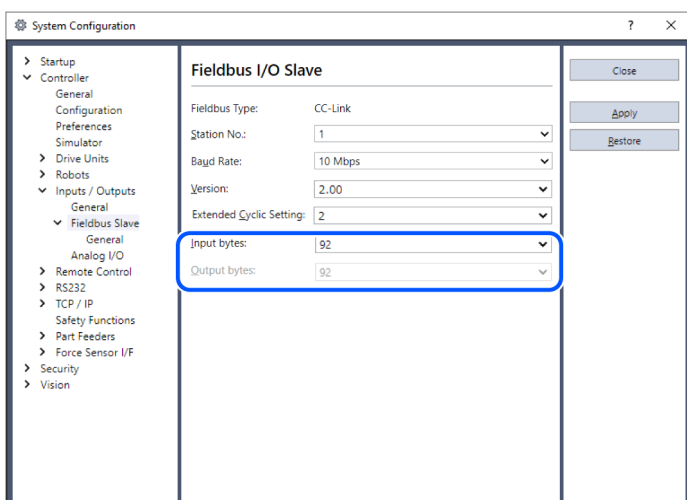 System Configuration
? ×
Startup
Controller
General
Configuration
Preferences
Simulator
Drive Units
Robots
Inputs / Outputs
General
Fieldbus Slave
General
Analog I/O
Remote Control
RS232
TCP / IP
Safety Functions
Part Feeders
Force Sensor I/F
Security
Vision
Fieldbus I/O Slave
Fieldbus Type: CC-Link
Station No.: 1
Baud Rate: 10 Mbps
Version: 2.00
Extended Cyclic Setting: 2
Input bytes: 92
Output bytes: 92
Close
Apply
Restore